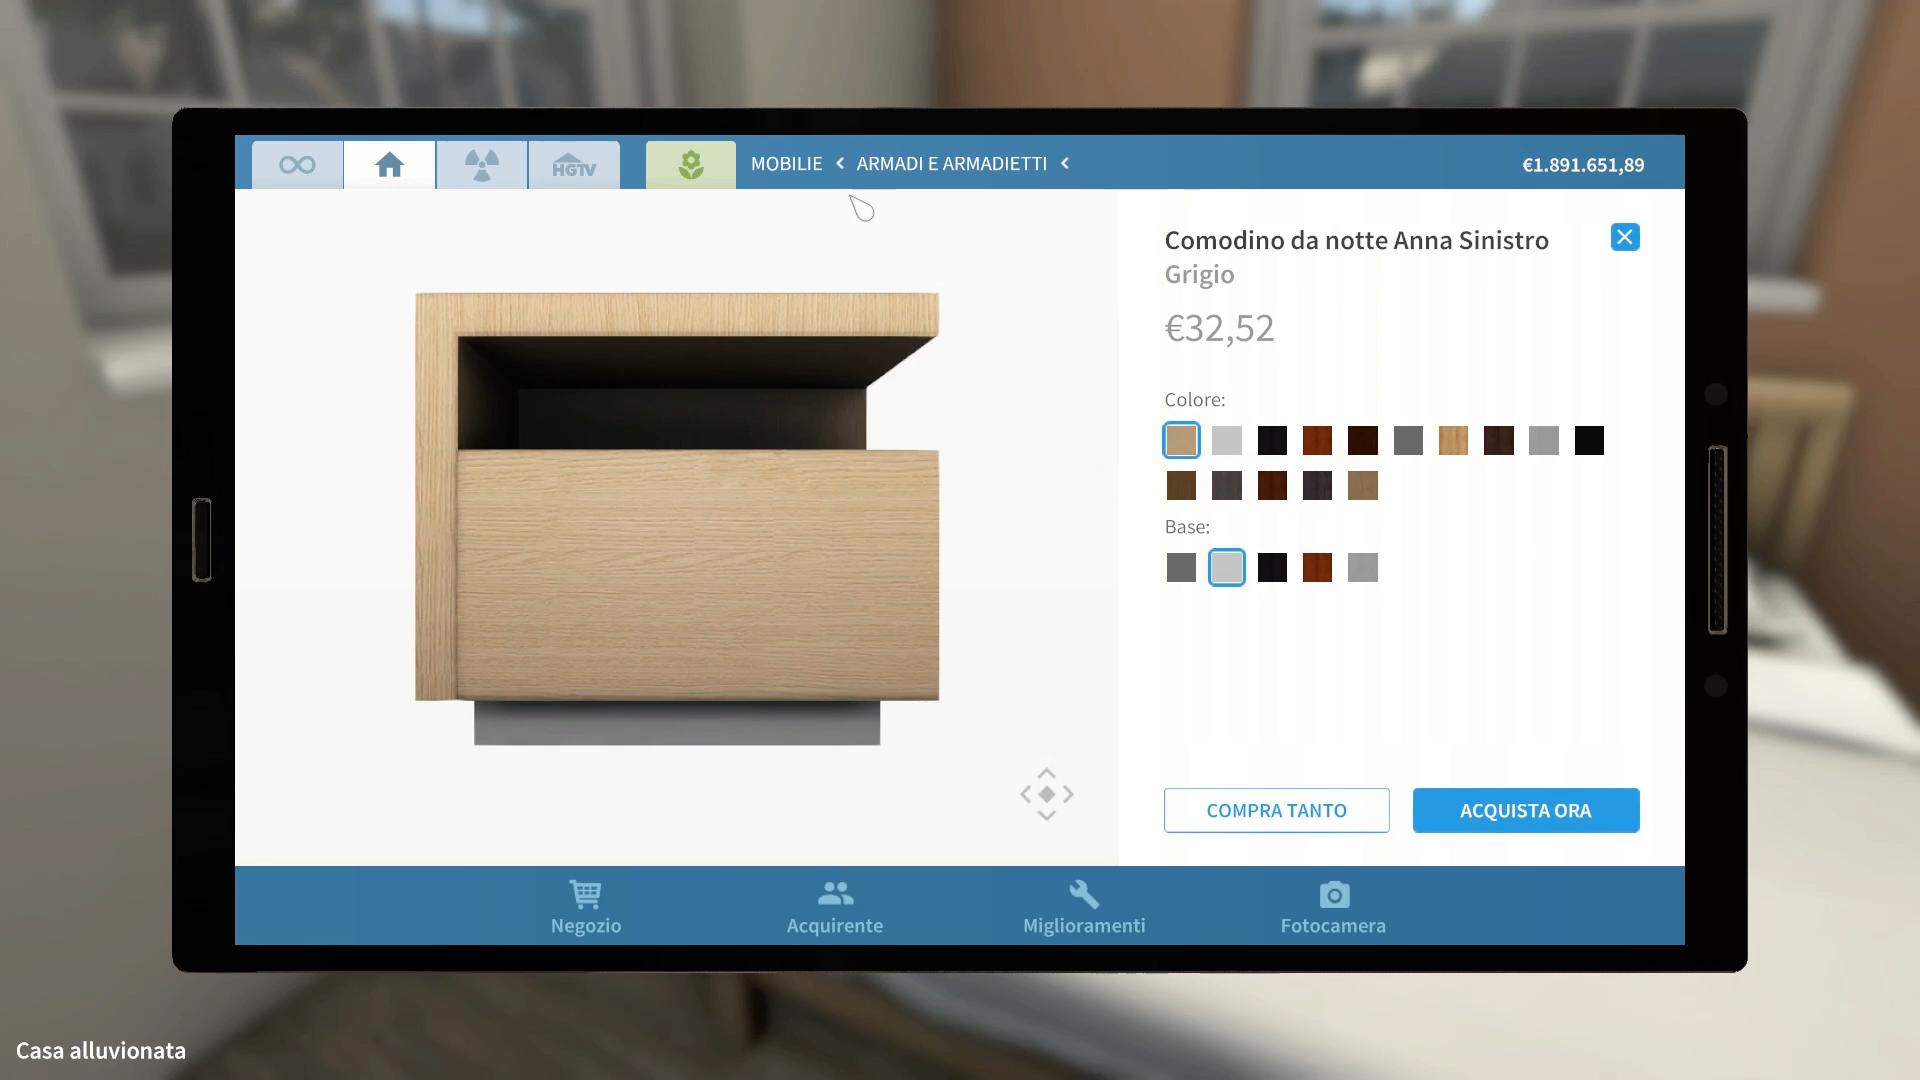 HGTV
MOBILIE < ARMADI E ARMADIETTI <
€1.891.651,89
Comodino da notte Anna Sinistro
Grigio
€32,52
Colore:
Base:
COMPRA TANTO
ACQUISTA ORA
Negozio
Acquirente
Miglioramenti
Fotocamera
Casa alluvionata